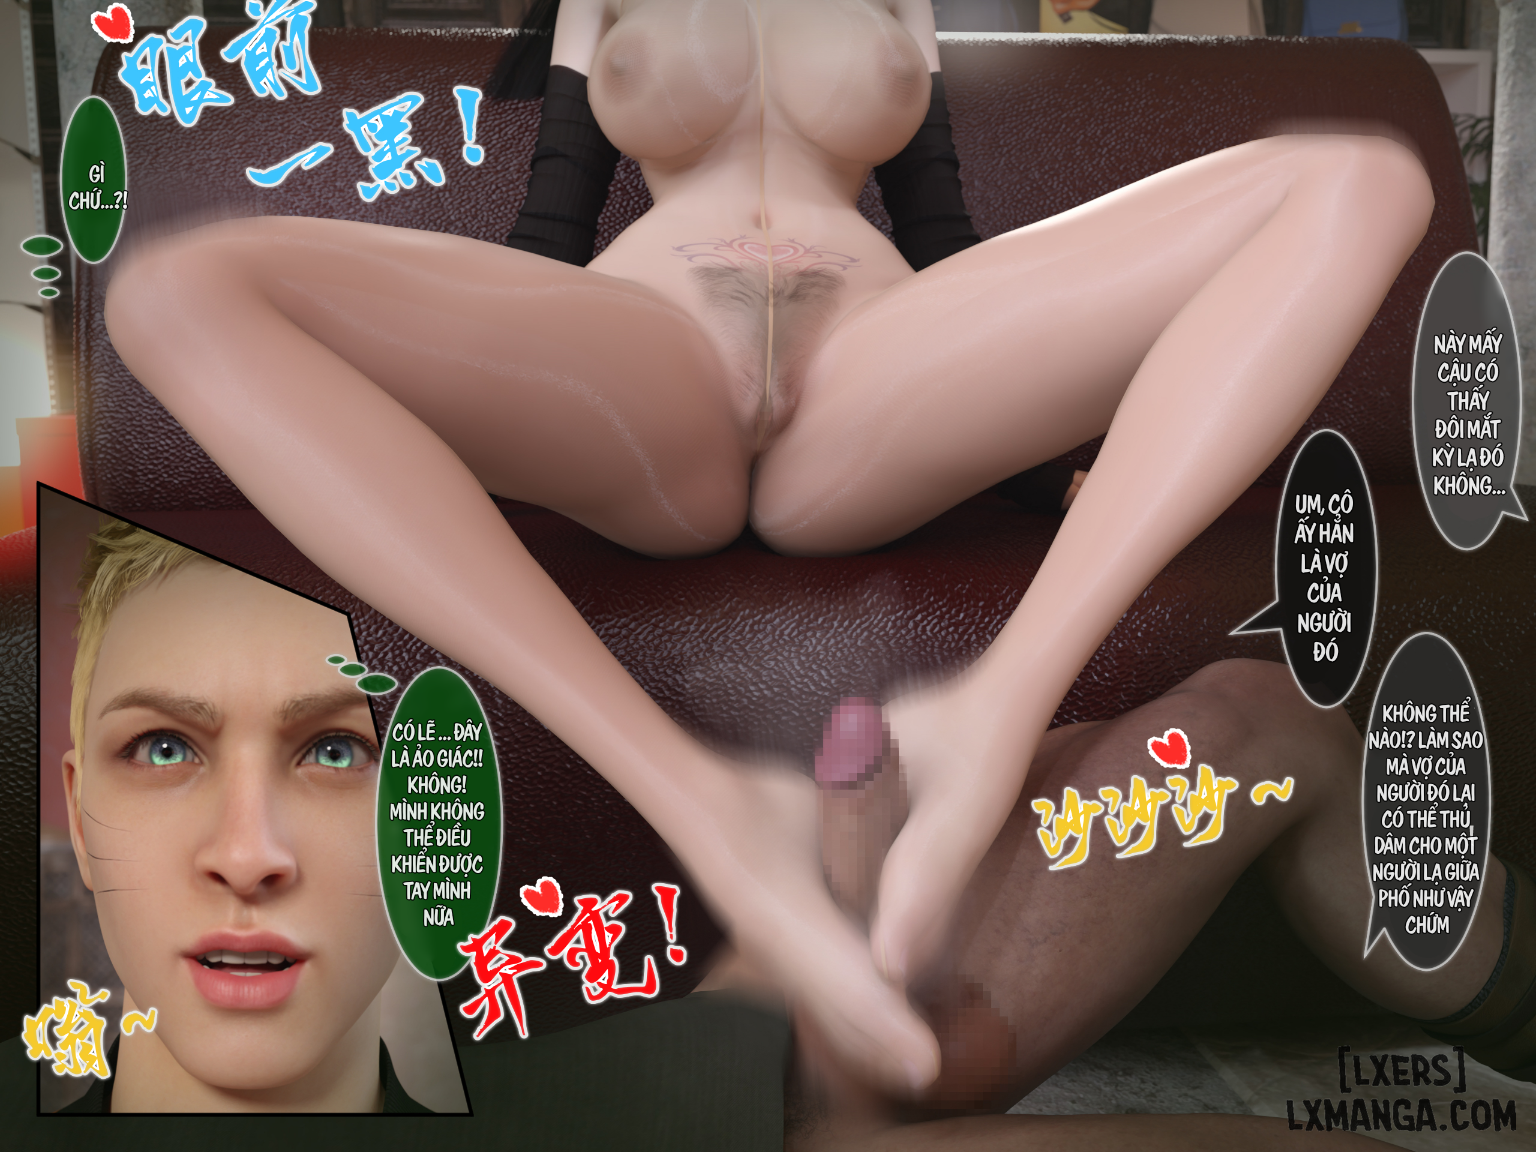 眼前
一黑！
GÌ
CHỨ...?!
NÀY MẤY
CẬU CÓ
THẤY
ĐÔI MẮT
KỲ LẠ ĐÓ
KHÔNG...
UM, CÔ
ẤY HẲN
LÀ VỢ
CỦA
NGƯỜI
ĐÓ
KHÔNG THỂ
NÀO!? LÀM SAO
MÀ VỢ CỦA
NGƯỜI ĐÓ LẠI
CÓ THỂ THỦ
DÂM CHO MỘT
NGƯỜI LẠ GIỮA
PHỐ NHƯ VẬY
CHỨM
CÓ LẼ ... ĐÂY
LÀ ẢO GIÁC!!
KHÔNG!
MÌNH KHÔNG
THỂ ĐIỀU
KHIỂN ĐƯỢC
TAY MÌNH
NỮA
沙沙沙～
异变！
嗡～
[LXERS]
LXMANGA.COM